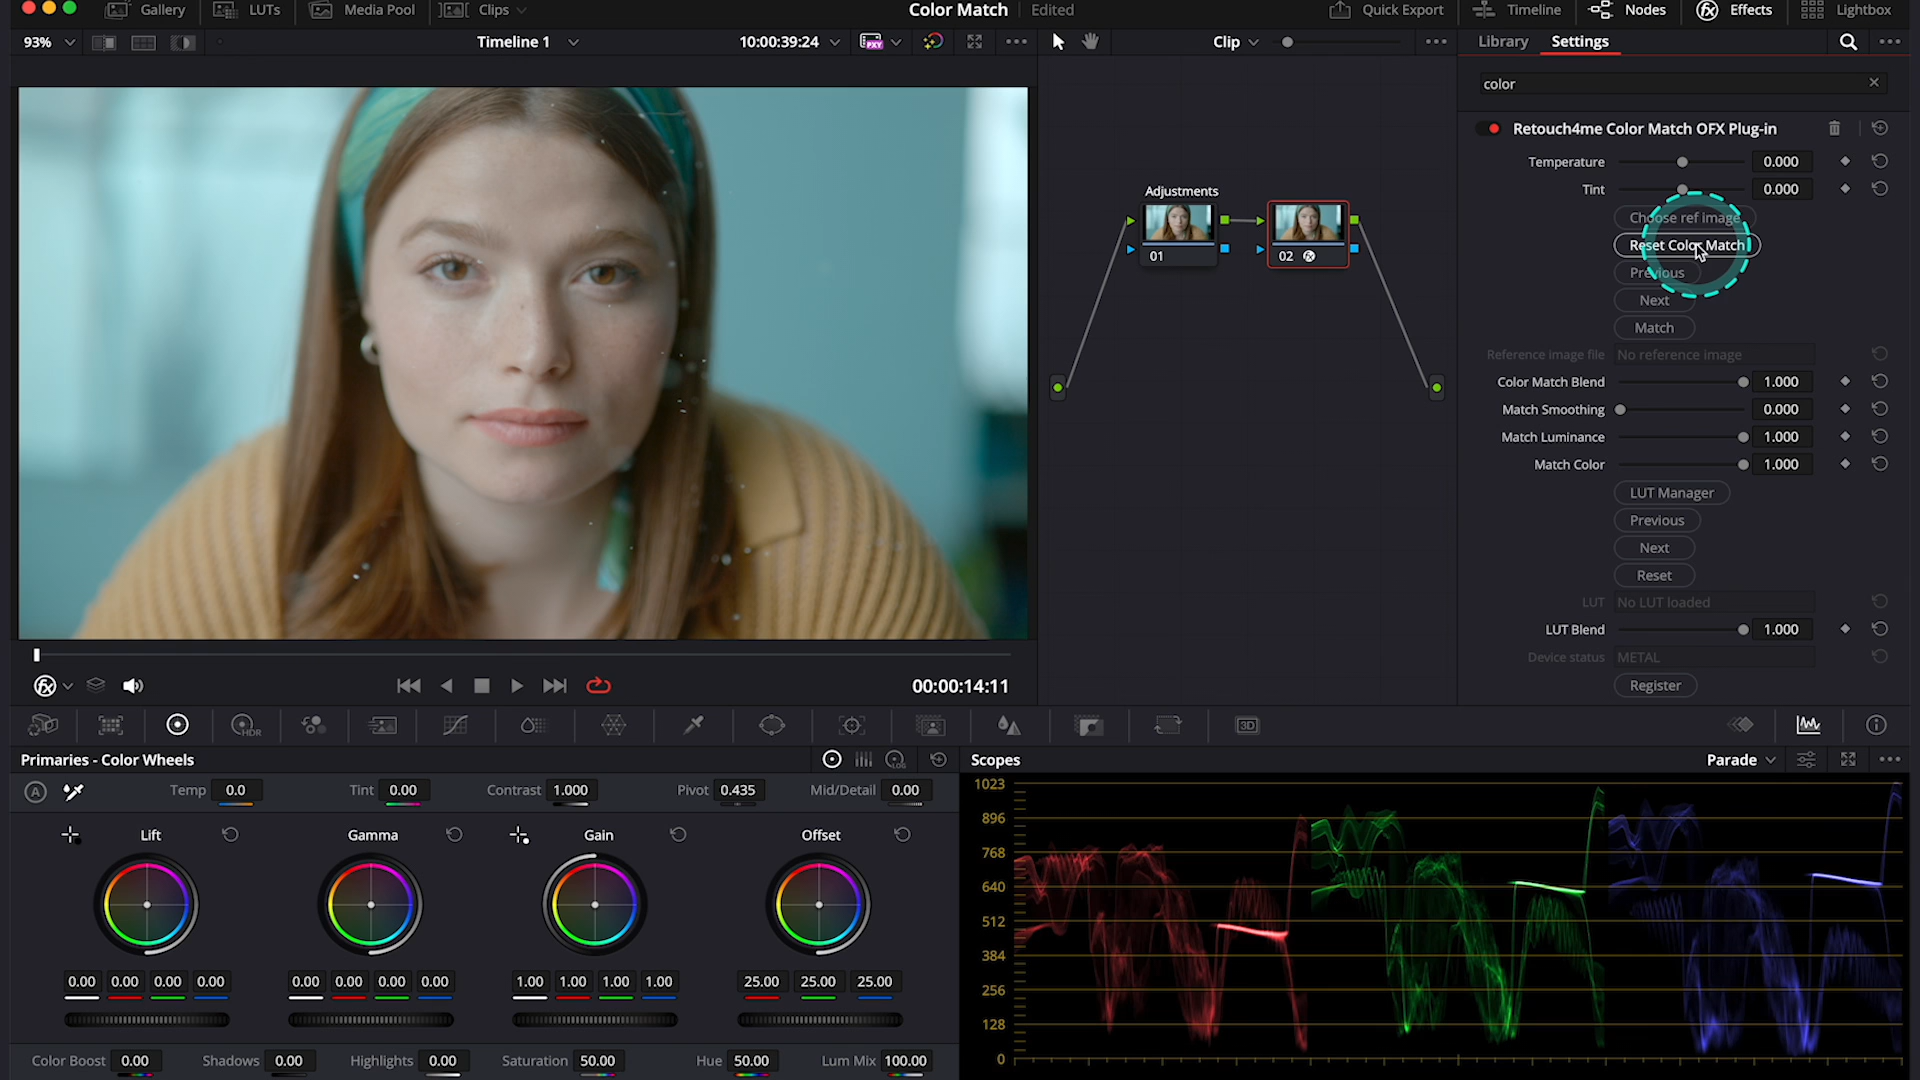 Gallery LUTs Media Pool Clips Color Match Edited Quick Export Timeline Nodes Effects Lightbox
93% Timeline 1 10:00:39:24 PXY Clip Library Settings
color
Retouch4me Color Match OFX Plug-in
Temperature 0.000
Tint 0.000
Choose ref image
Reset Color Match
Previous
Next
Match
Reference image file No reference image
Color Match Blend 1.000
Match Smoothing 0.000
Match Luminance 1.000
Match Color 1.000
LUT Manager
Previous
Next
Reset
LUT No LUT loaded
LUT Blend 1.000
Device status METAL
Register
Adjustments
01 02
00:00:14:11
HDR 3D
Primaries - Color Wheels LOG
A Temp 0.0 Tint 0.00 Contrast 1.000 Pivot 0.435 Mid/Detail 0.00
Lift Gamma Gain Offset
0.00 0.00 0.00 0.00 0.00 0.00 0.00 0.00 1.00 1.00 1.00 1.00 25.00 25.00 25.00
Color Boost 0.00 Shadows 0.00 Highlights 0.00 Saturation 50.00 Hue 50.00 Lum Mix 100.00
Scopes Parade
1023
896
768
640
512
384
256
128
0